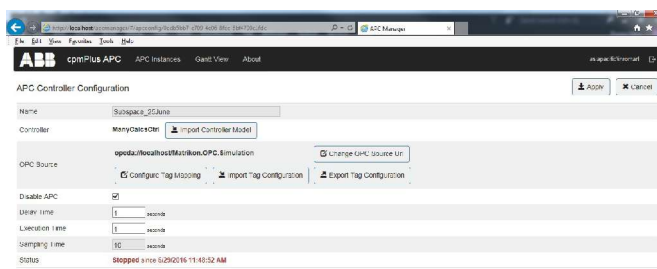 APC Manager
File Edit View Favorites Tools Help
ABB cpmPlus APC APC Instances Gantt View About
APC Controller Configuration Apply Cancel
Name Subspace_25June
Controller ManyCalcsCtrl Import Controller Model
opcda://localhost/Matrikon.OPC.Simulation Change OPC Source Url
OPC Source
Configure Tag Mapping Import Tag Configuration Export Tag Configuration
Disable APC
Delay Time 1 seconds
Execution Time 1 seconds
Sampling Time 10 seconds
Status Stopped since 6/29/2016 11:48:52 AM